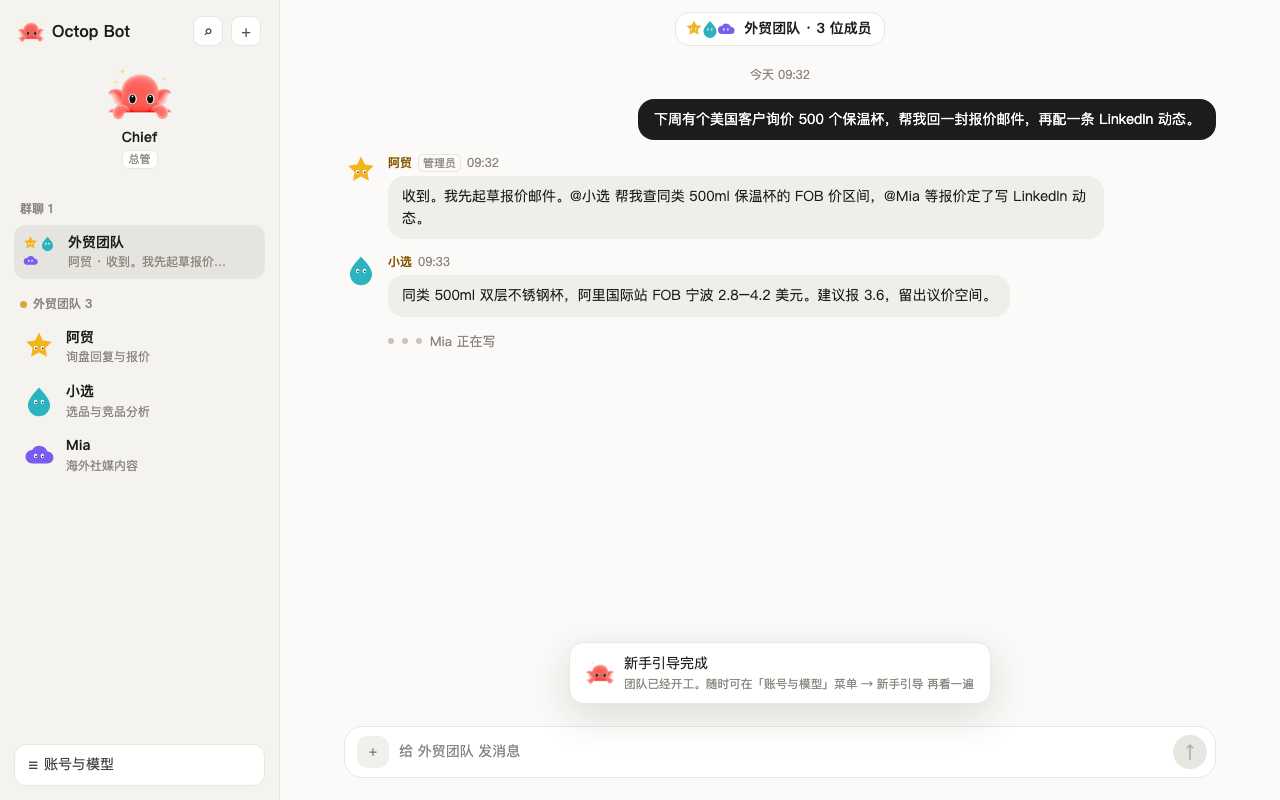 Octop Bot
Chief
总管
群聊 1
外贸团队
阿贸 · 收到。我先起草报价…
外贸团队 3
阿贸
询盘回复与报价
小选
选品与竞品分析
Mia
海外社媒内容
≡ 账号与模型
外贸团队 · 3 位成员
今天 09:32
下周有个美国客户询价 500 个保温杯，帮我回一封报价邮件，再配一条 LinkedIn 动态。
阿贸 管理员 09:32
收到。我先起草报价邮件。@小选 帮我查同类 500ml 保温杯的 FOB 价区间，@Mia 等报价定了写 LinkedIn 动
态。
小选 09:33
同类 500ml 双层不锈钢杯，阿里国际站 FOB 宁波 2.8–4.2 美元。建议报 3.6，留出议价空间。
Mia 正在写
新手引导完成
团队已经开工。随时可在「账号与模型」菜单 → 新手引导 再看一遍
+ 给 外贸团队 发消息 ↑